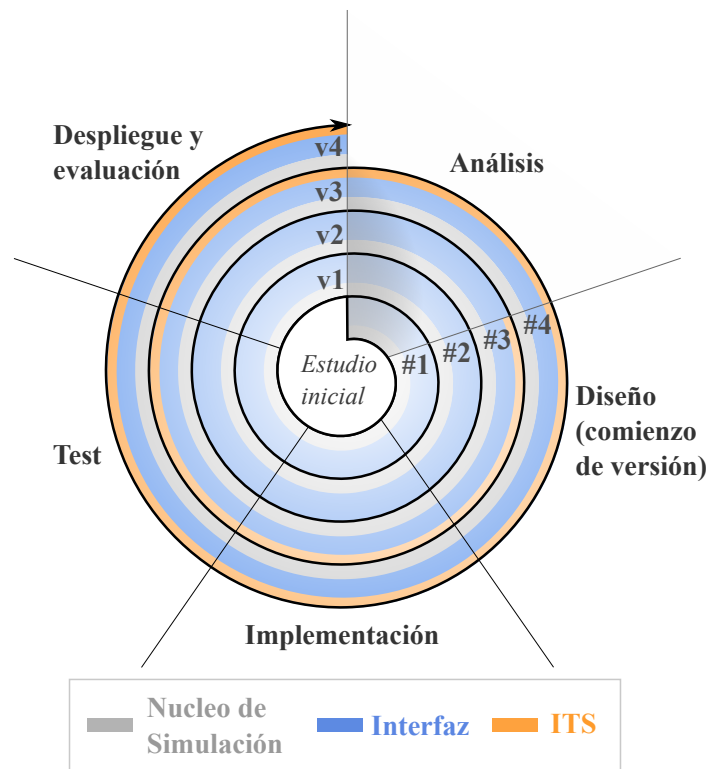 Despliegue y
evaluación
Análisis
v4
v3
v2
v1
#1
#2
#3
#4
Estudio
inicial
Diseño
(comienzo
de versión)
Test
Implementación
Nucleo de
Simulación
Interfaz
ITS